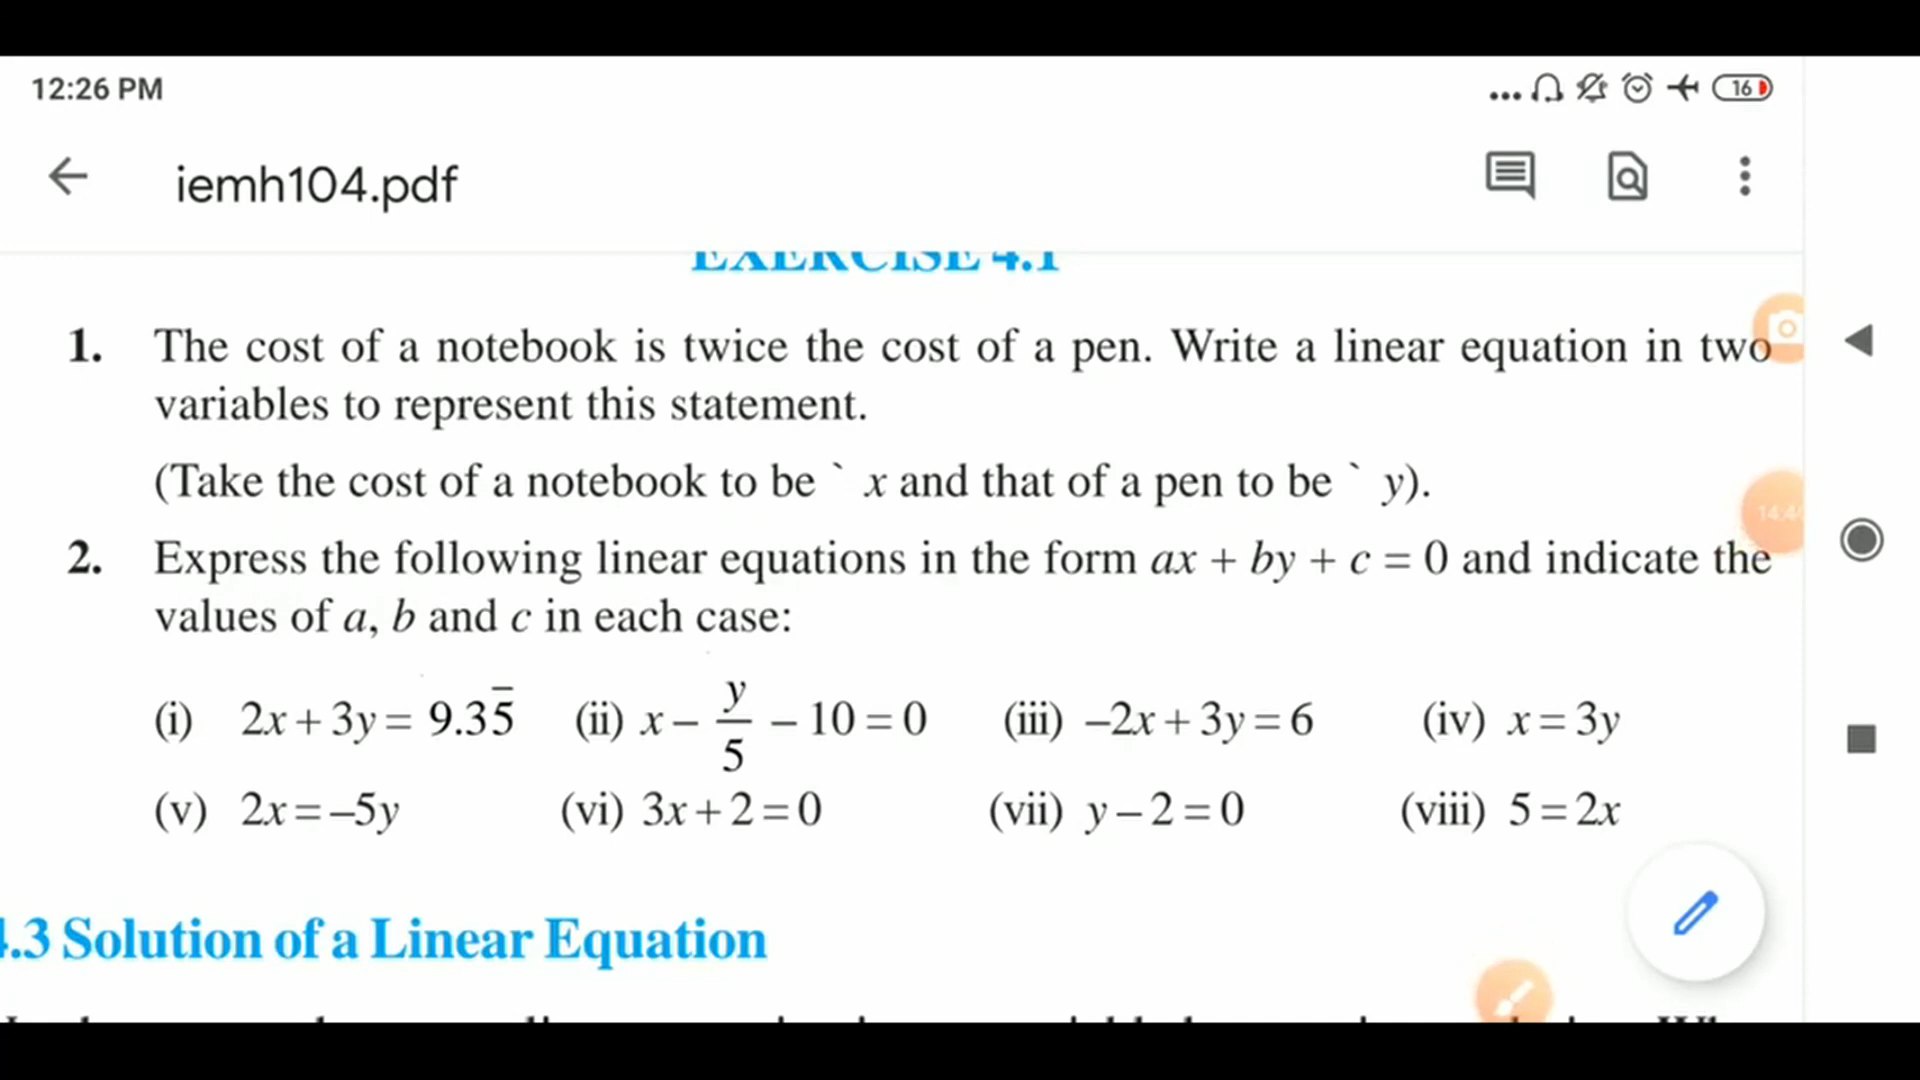 12:26 PM
16
iemh104.pdf
EXERCISE 4.1
1. The cost of a notebook is twice the cost of a pen. Write a linear equation in two
variables to represent this statement.
(Take the cost of a notebook to be ` x and that of a pen to be ` y).
2. Express the following linear equations in the form ax + by + c = 0 and indicate the
values of a, b and c in each case:
(i) 2x + 3y = 9.35̅ (ii) x – y/5 – 10 = 0 (iii) –2x + 3y = 6 (iv) x = 3y
(v) 2x = –5y (vi) 3x + 2 = 0 (vii) y – 2 = 0 (viii) 5 = 2x
4.3 Solution of a Linear Equation